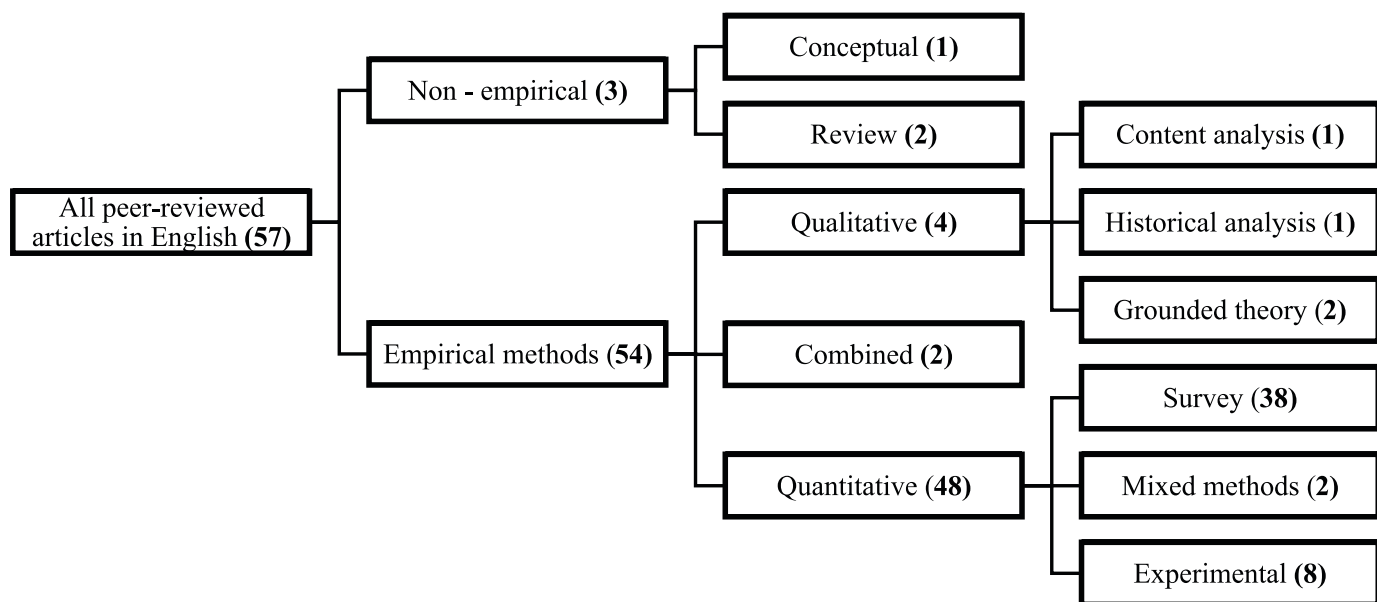 All peer-reviewed
articles in English (57)
Non - empirical (3)
Conceptual (1)
Review (2)
Empirical methods (54)
Qualitative (4)
Content analysis (1)
Historical analysis (1)
Grounded theory (2)
Combined (2)
Quantitative (48)
Survey (38)
Mixed methods (2)
Experimental (8)